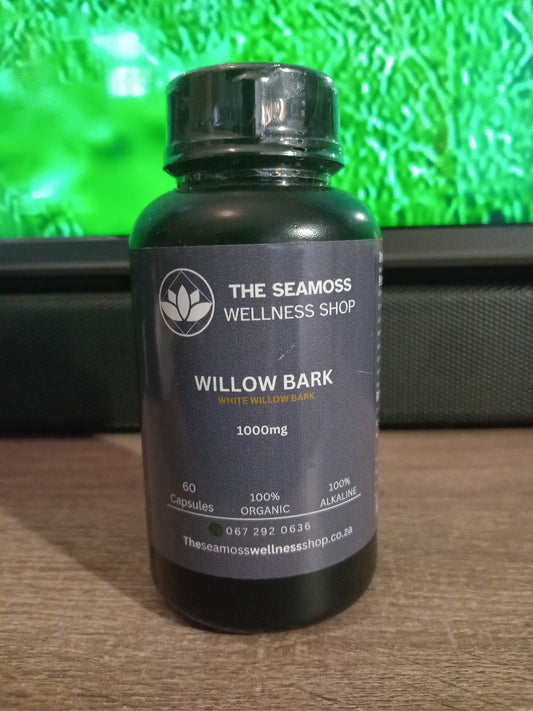 THE SEAMOSS
WELLNESS SHOP
WILLOW BARK
WHITE WILLOW BARK
1000mg
60
Capsules
100%
ORGANIC
100%
ALKALINE
067 292 0636
Theseamosswellnessshop.co.za